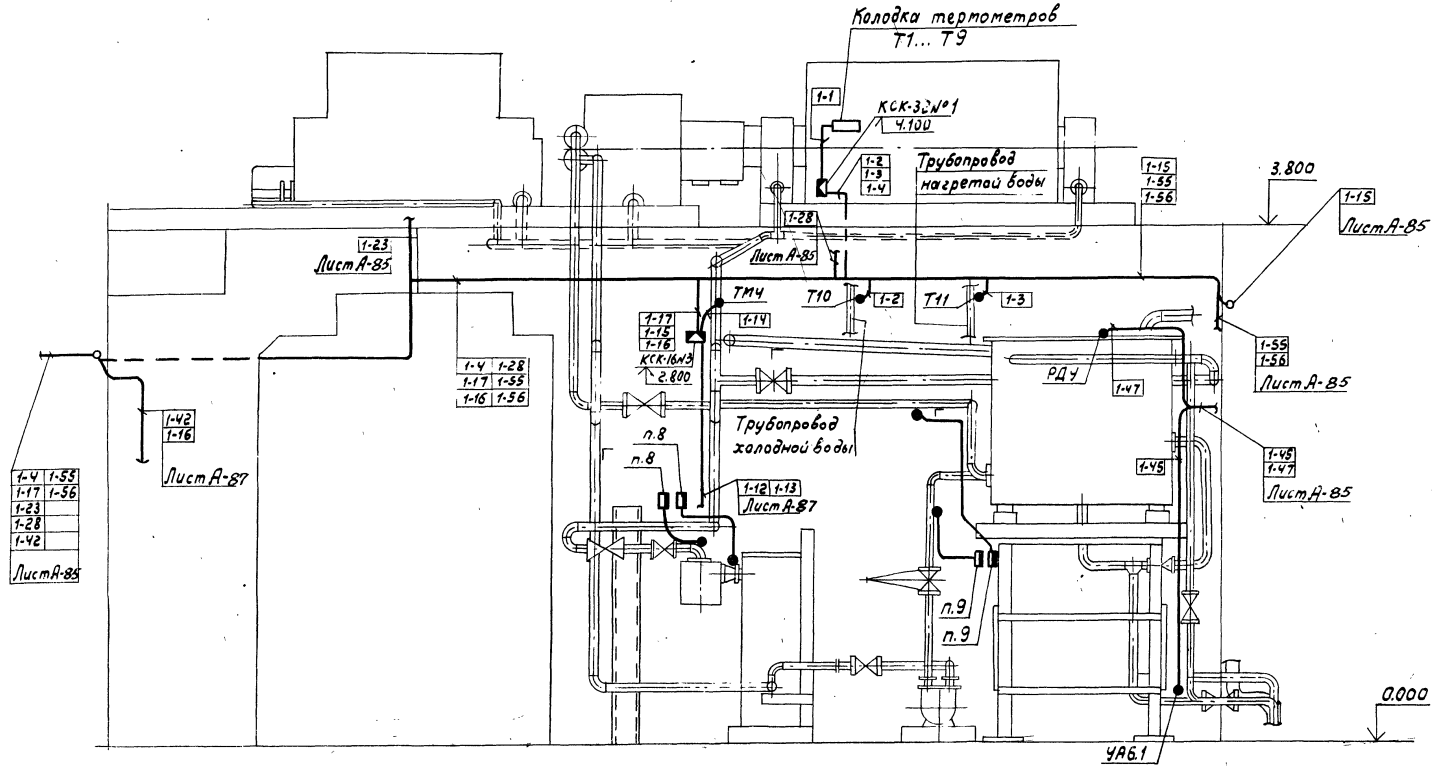 Колодка термометров
Т1... Т9
1-1
КСК-32№1
4.100
1-2
1-3
1-4
Трубопровод
нагретой воды
1-15
1-55
1-56
3.800
1-15
Лист А-85
1-23
Лист А-85
1-28
Лист А-85
ТМ4
Т10
1-2
Т11
1-3
1-17
1-15
1-16
1-14
КСК-16№3
2.800
1-4 1-28
1-17 1-55
1-16 1-56
РДУ
1-47
1-55
1-56
Лист А-85
1-42
1-16
Лист А-87
Трубопровод
холодной воды
п.8
п.8
1-12 1-13
Лист А-87
1-45
1-45
1-47
Лист А-85
1-4 1-55
1-17 1-56
1-23
1-28
1-42
Лист А-85
п.9
п.9
0.000
УА6.1